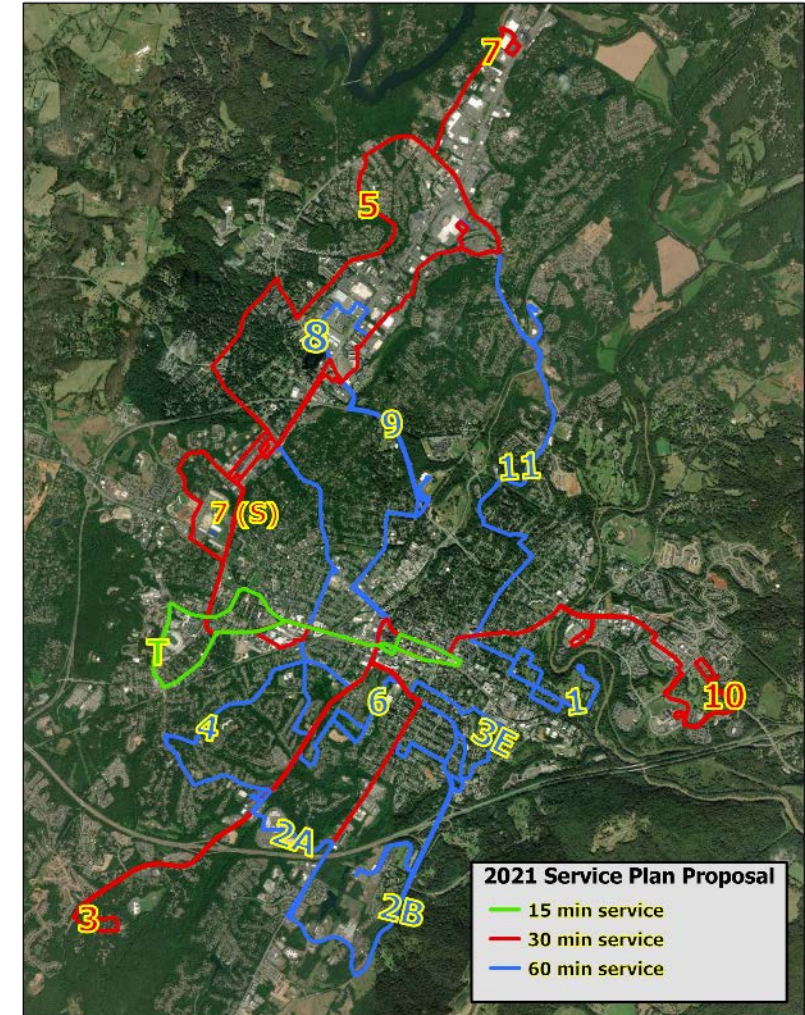 7
5
8
9
11
7 (S)
T
10
6
1
4
3E
2A
2B
3
2021 Service Plan Proposal
15 min service
30 min service
60 min service